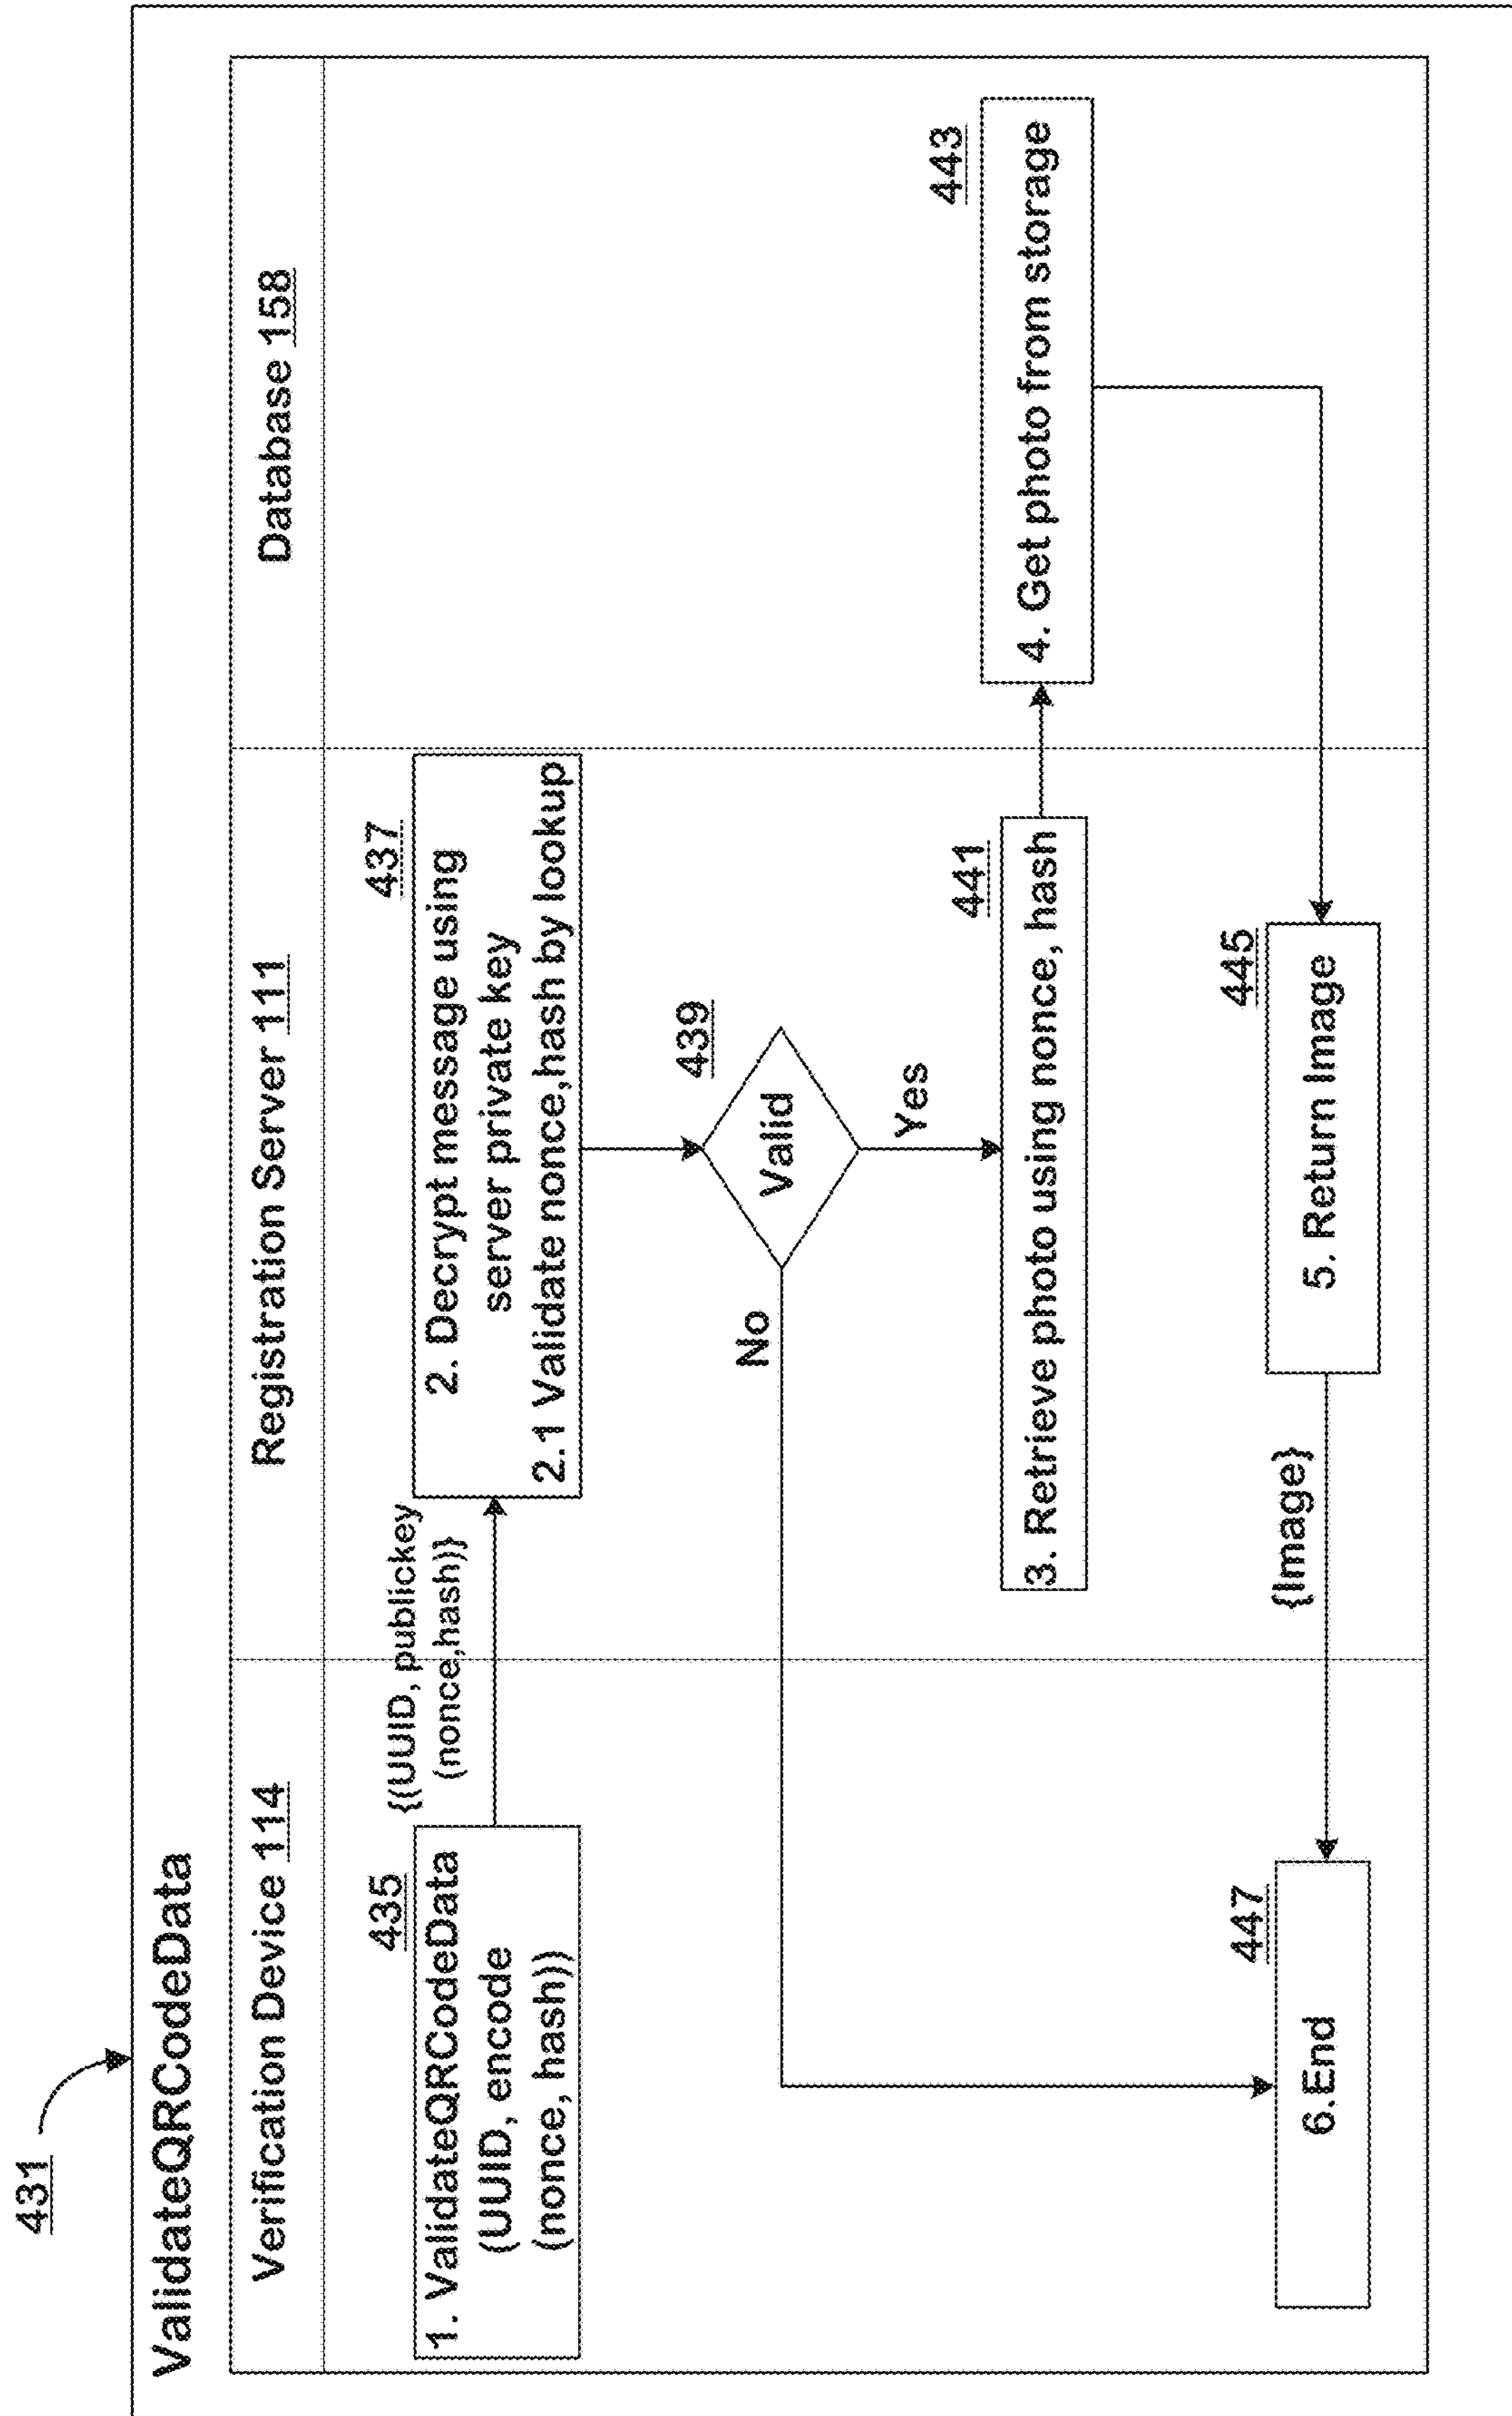 431
ValidateQRCodeData
Verification Device 114
Registration Server 111
Database 158
435
1. ValidateQRCodeData
(UUID, encode
(nonce, hash))
{(UUID, publickey
(nonce,hash)}
437
2. Decrypt message using
server private key
2.1 Validate nonce,hash by lookup
439
Valid
No
Yes
441
3. Retrieve photo using nonce, hash
443
4. Get photo from storage
445
5. Return Image
{Image}
447
6.End